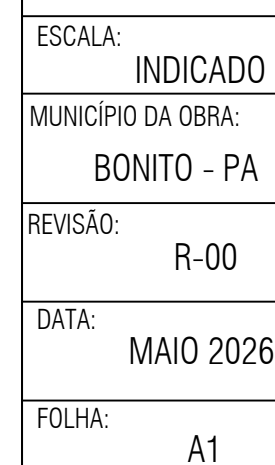 ESCALA:
INDICADO
MUNICÍPIO DA OBRA:
BONITO - PA
REVISÃO:
R-00
DATA:
MAIO 2026
FOLHA:
A1